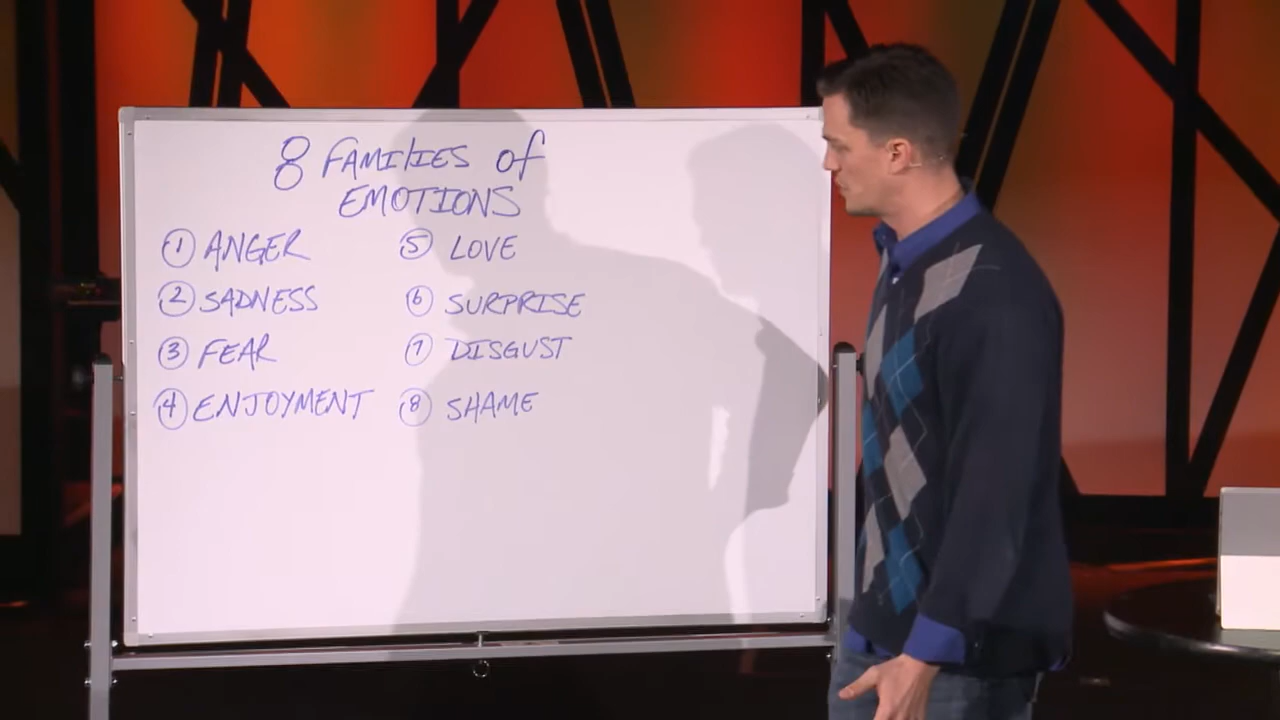 8 FAMILIES of
EMOTIONS
① ANGER
② SADNESS
③ FEAR
④ ENJOYMENT
⑤ LOVE
⑥ SURPRISE
⑦ DISGUST
⑧ SHAME